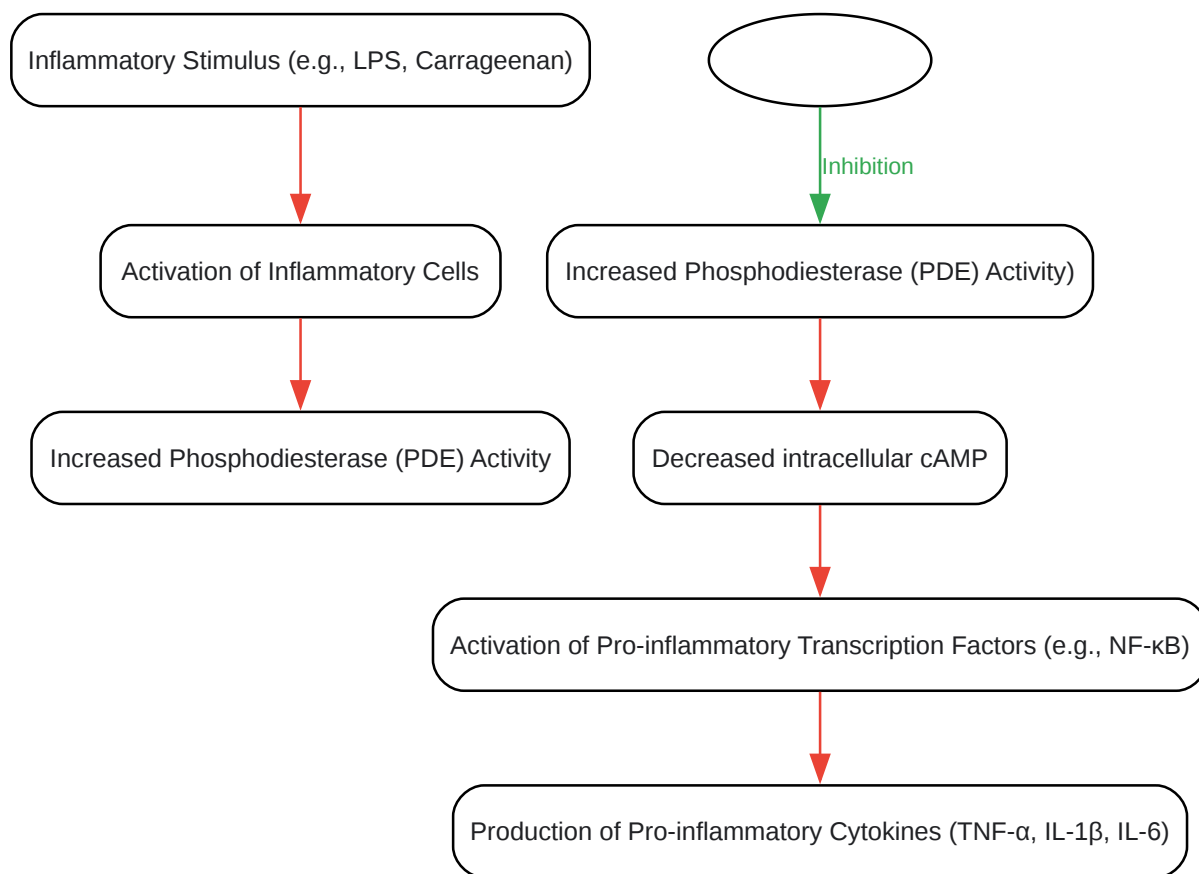 Inflammatory Stimulus (e.g., LPS, Carrageenan)
Inhibition
Activation of Inflammatory Cells
Increased Phosphodiesterase (PDE) Activity)
Increased Phosphodiesterase (PDE) Activity
Decreased intracellular cAMP
Activation of Pro-inflammatory Transcription Factors (e.g., NF-κB)
Production of Pro-inflammatory Cytokines (TNF-α, IL-1β, IL-6)